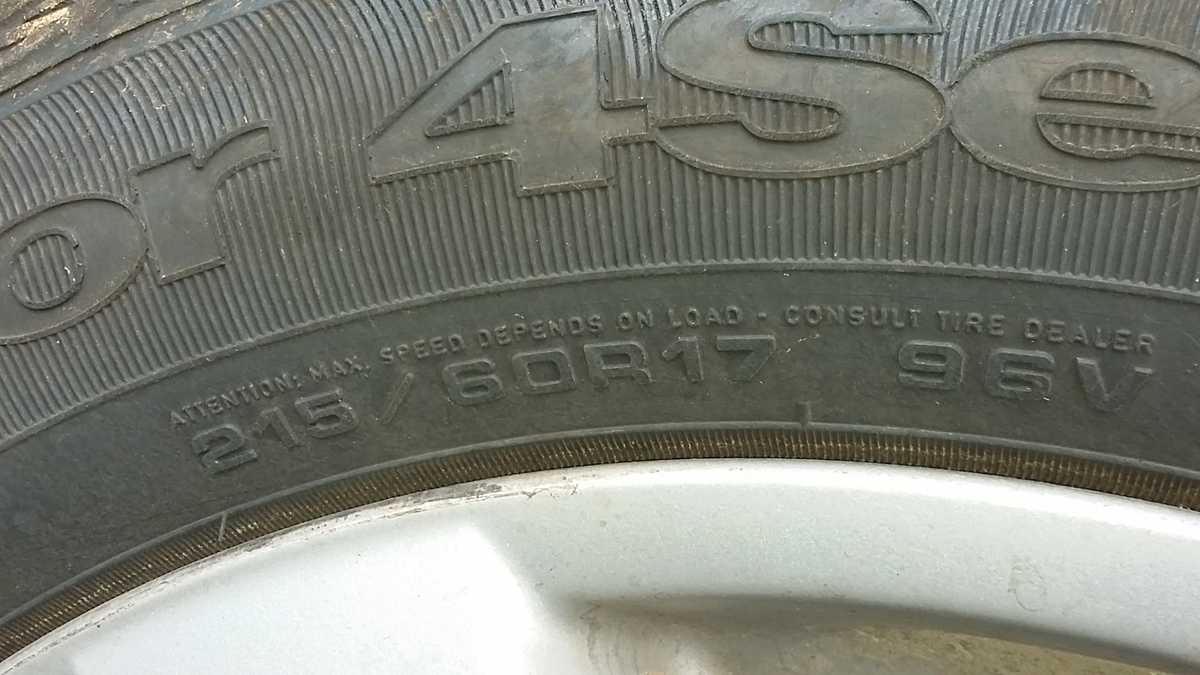 or 4Se
ATTENTION: MAX. SPEED DEPENDS ON LOAD - CONSULT TIRE DEALER
215/60R17 96V